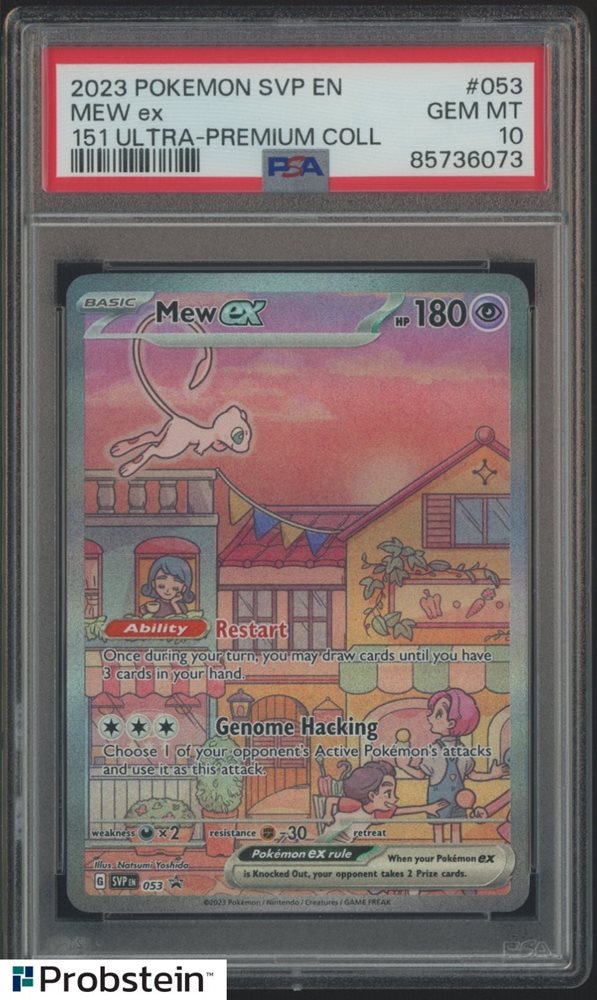 2023 POKEMON SVP EN #053
MEW ex GEM MT
151 ULTRA-PREMIUM COLL 10
PSA 85736073
BASIC Mew ex HP 180
Ability Restart
Once during your turn, you may draw cards until you have
3 cards in your hand.
Genome Hacking
Choose 1 of your opponent's Active Pokémon's attacks
and use it as this attack.
weakness ×2 resistance -30 retreat
Pokémon ex rule When your Pokémon ex
is Knocked Out, your opponent takes 2 Prize cards.
Illus. Natsumi Yoshida
G SVP EN 053
©2023 Pokémon / Nintendo / Creatures / GAME FREAK
PSA
Probstein™